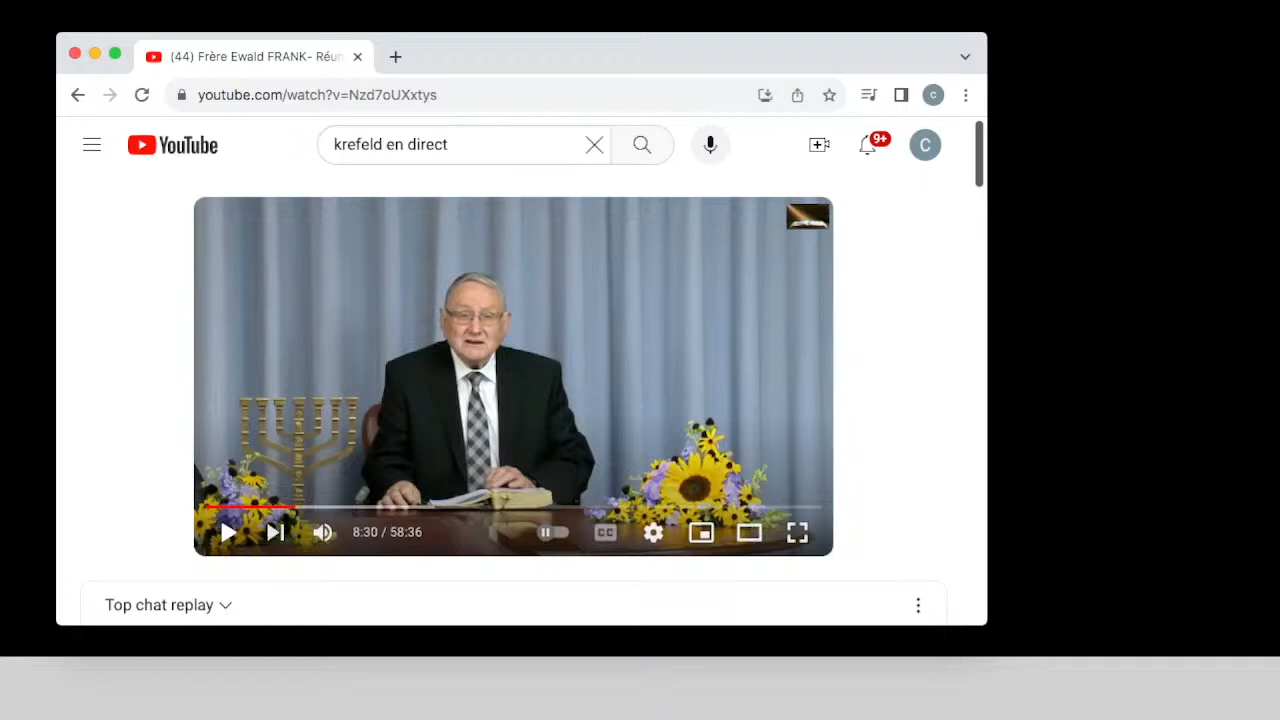 (44) Frère Ewald FRANK- Réun
youtube.com/watch?v=Nzd7oUXxtys
C
YouTube
krefeld en direct
9+
C
8:30 / 58:36
CC
Top chat replay